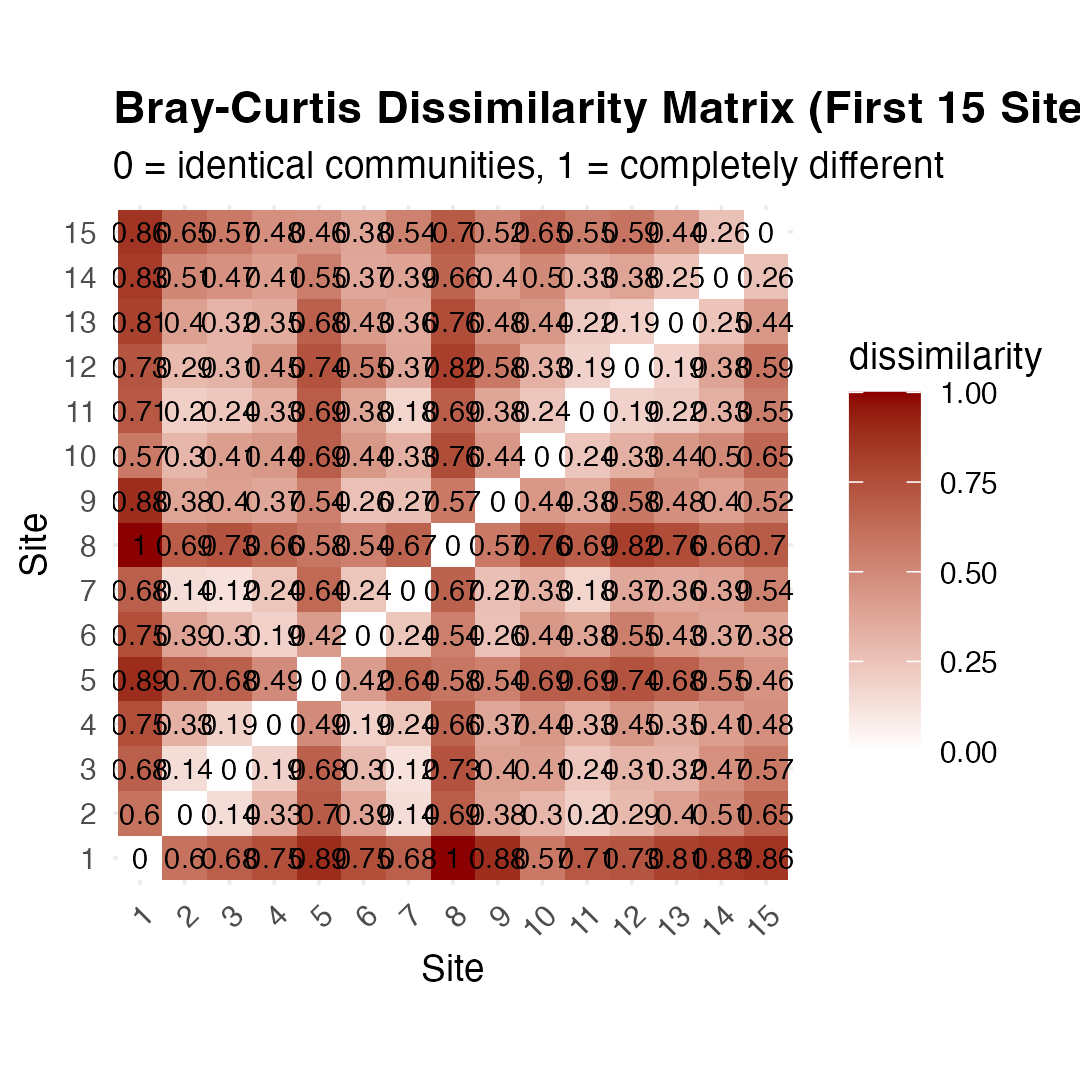 Bray-Curtis Dissimilarity Matrix (First 15 Site
0 = identical communities, 1 = completely different
15 0.86 0.65 0.57 0.48 0.46 0.38 0.54 0.7 0.52 0.65 0.55 0.59 0.44 0.26 0
14 0.83 0.51 0.47 0.41 0.55 0.37 0.39 0.66 0.4 0.5 0.33 0.38 0.25 0 0.26
13 0.81 0.4 0.32 0.35 0.68 0.43 0.36 0.76 0.48 0.44 0.22 0.19 0 0.25 0.44
12 0.73 0.29 0.31 0.45 0.74 0.55 0.37 0.82 0.58 0.33 0.19 0 0.19 0.38 0.59
11 0.71 0.2 0.24 0.33 0.69 0.38 0.18 0.69 0.38 0.24 0 0.19 0.22 0.33 0.55
10 0.57 0.3 0.41 0.44 0.69 0.44 0.33 0.76 0.44 0 0.24 0.33 0.44 0.5 0.65
9 0.88 0.38 0.4 0.37 0.54 0.26 0.27 0.57 0 0.44 0.38 0.58 0.48 0.4 0.52
8 1 0.69 0.73 0.66 0.58 0.54 0.67 0 0.57 0.76 0.69 0.82 0.76 0.66 0.7
7 0.68 0.14 0.12 0.24 0.64 0.24 0 0.67 0.27 0.33 0.18 0.37 0.36 0.39 0.54
6 0.75 0.39 0.3 0.19 0.42 0 0.24 0.54 0.26 0.44 0.38 0.55 0.43 0.37 0.38
5 0.89 0.7 0.68 0.49 0 0.42 0.64 0.58 0.54 0.69 0.69 0.74 0.68 0.55 0.46
4 0.75 0.33 0.19 0 0.49 0.19 0.24 0.66 0.37 0.44 0.33 0.45 0.35 0.41 0.48
3 0.68 0.14 0 0.19 0.68 0.3 0.12 0.73 0.4 0.41 0.24 0.31 0.32 0.47 0.57
2 0.6 0 0.14 0.33 0.7 0.39 0.14 0.69 0.38 0.3 0.2 0.29 0.4 0.51 0.65
1 0 0.6 0.68 0.75 0.89 0.75 0.68 1 0.88 0.57 0.71 0.73 0.81 0.83 0.86
1 2 3 4 5 6 7 8 9 10 11 12 13 14 15
Site
Site
dissimilarity
1.00
0.75
0.50
0.25
0.00